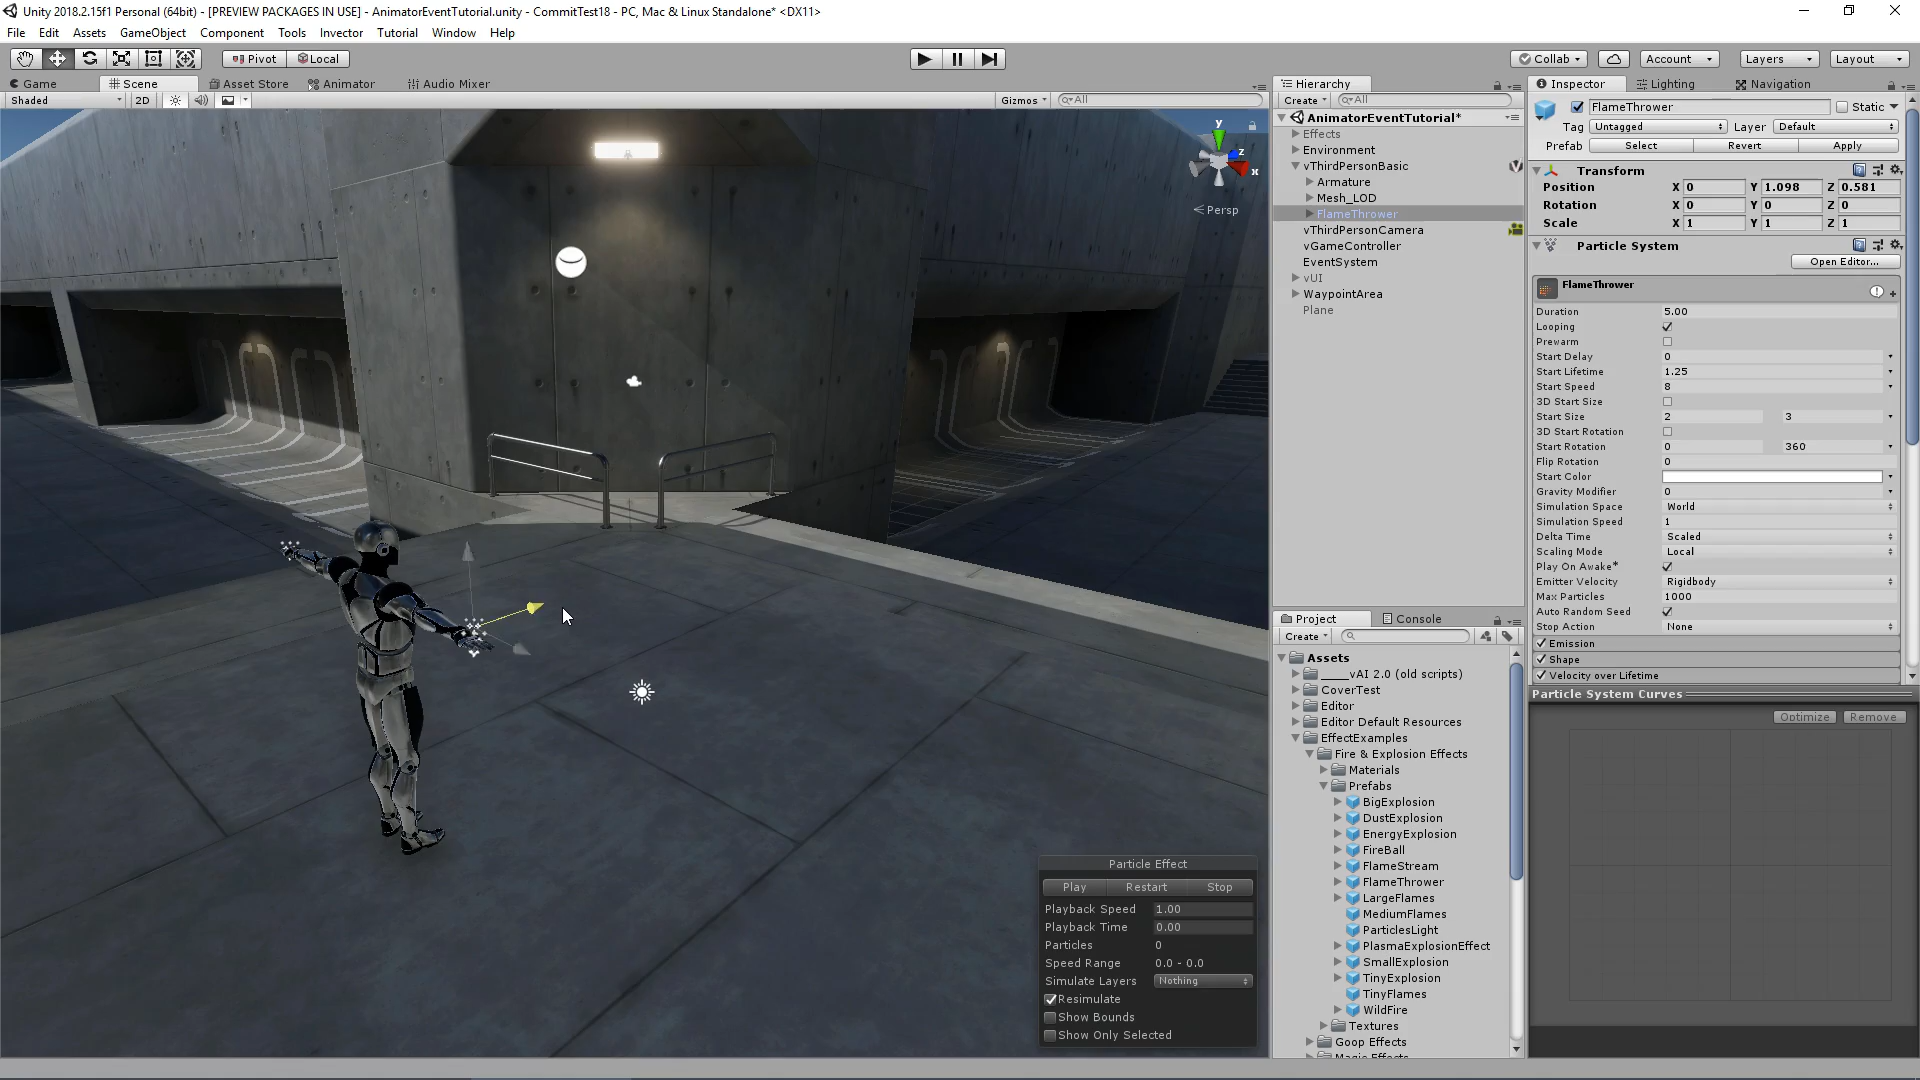 Unity 2018.2.15f1 Personal (64bit) - [PREVIEW PACKAGES IN USE] - AnimatorEventTutorial.unity - CommitTest18 - PC, Mac & Linux Standalone* <DX11>
File Edit Assets GameObject Component Tools Invector Tutorial Window Help
Pivot Local Collab Account Layers Layout
Game Scene Asset Store Animator Audio Mixer
Shaded 2D Gizmos All
y z x
Persp
Particle Effect
Play Restart Stop
Playback Speed 1.00
Playback Time 0.00
Particles 0
Speed Range 0.0 - 0.0
Simulate Layers Nothing
Resimulate
Show Bounds
Show Only Selected
Hierarchy
Create All
AnimatorEventTutorial*
Effects
Environment
vThirdPersonBasic
Armature
Mesh_LOD
FlameThrower
vThirdPersonCamera
vGameController
EventSystem
vUI
WaypointArea
Plane
Project Console
Create
Assets
____vAI 2.0 (old scripts)
CoverTest
Editor
Editor Default Resources
EffectExamples
Fire & Explosion Effects
Materials
Prefabs
BigExplosion
DustExplosion
EnergyExplosion
FireBall
FlameStream
FlameThrower
LargeFlames
MediumFlames
ParticlesLight
PlasmaExplosionEffect
SmallExplosion
TinyExplosion
TinyFlames
WildFire
Textures
Goop Effects
Magic Effects
Inspector Lighting Navigation
FlameThrower Static
Tag Untagged Layer Default
Prefab Select Revert Apply
Transform
Position X 0 Y 1.098 Z 0.581
Rotation X 0 Y 0 Z 0
Scale X 1 Y 1 Z 1
Particle System
Open Editor...
FlameThrower
Duration 5.00
Looping
Prewarm
Start Delay 0
Start Lifetime 1.25
Start Speed 8
3D Start Size
Start Size 2 3
3D Start Rotation
Start Rotation 0 360
Flip Rotation 0
Start Color
Gravity Modifier 0
Simulation Space World
Simulation Speed 1
Delta Time Scaled
Scaling Mode Local
Play On Awake*
Emitter Velocity Rigidbody
Max Particles 1000
Auto Random Seed
Stop Action None
Emission
Shape
Velocity over Lifetime
Particle System Curves
Optimize Remove